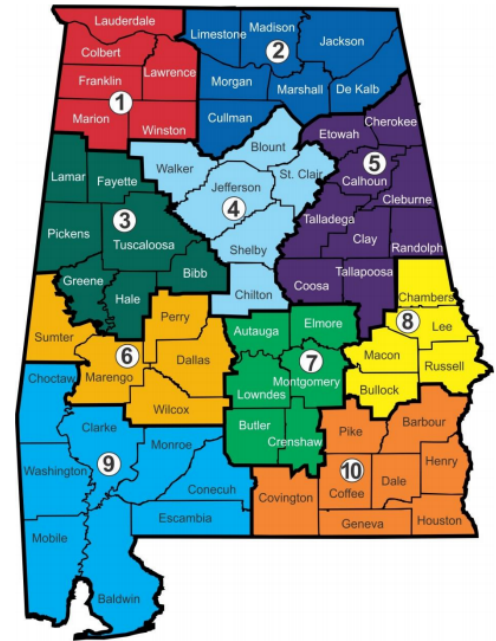 Lauderdale
Limestone
Madison
Jackson
Colbert
2
Franklin
Lawrence
Morgan
Marshall
De Kalb
1
Marion
Winston
Cullman
Cherokee
Etowah
Blount
Walker
St. Clair
5
Lamar
Fayette
Jefferson
Calhoun
Cleburne
4
3
Talladega
Pickens
Tuscaloosa
Clay
Shelby
Randolph
Bibb
Tallapoosa
Greene
Hale
Chilton
Coosa
Chambers
Perry
Elmore
8
Lee
Sumter
Autauga
6
Dallas
7
Macon
Russell
Choctaw
Marengo
Montgomery
Lowndes
Bullock
Wilcox
Clarke
Butler
Pike
Barbour
Monroe
Crenshaw
9
Washington
10
Henry
Conecuh
Covington
Coffee
Dale
Escambia
Geneva
Houston
Mobile
Baldwin